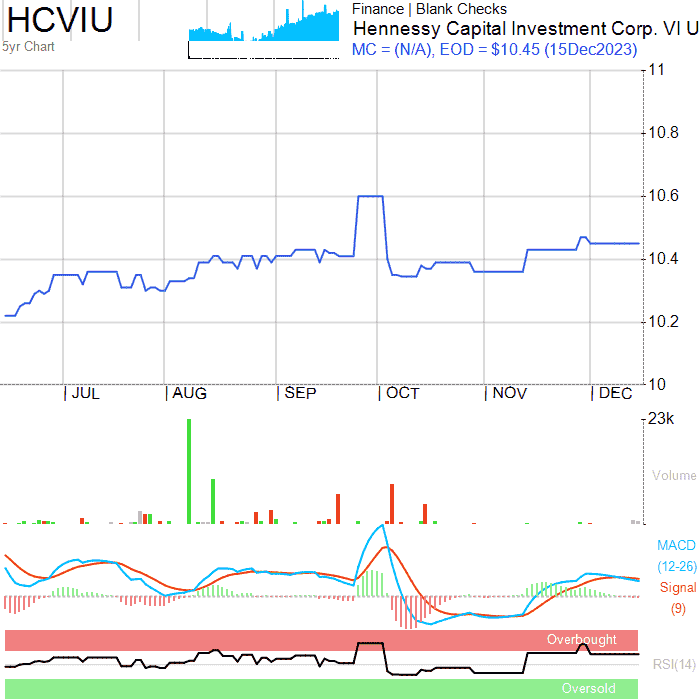 HCVIU
5yr Chart
Finance | Blank Checks
Hennessy Capital Investment Corp. VI U
MC = (N/A), EOD = $10.45 (15Dec2023)
11
10.8
10.6
10.4
10.2
10
JUL AUG SEP OCT NOV DEC
23k
Volume
MACD
(12-26)
Signal
(9)
Overbought
RSI(14)
Oversold